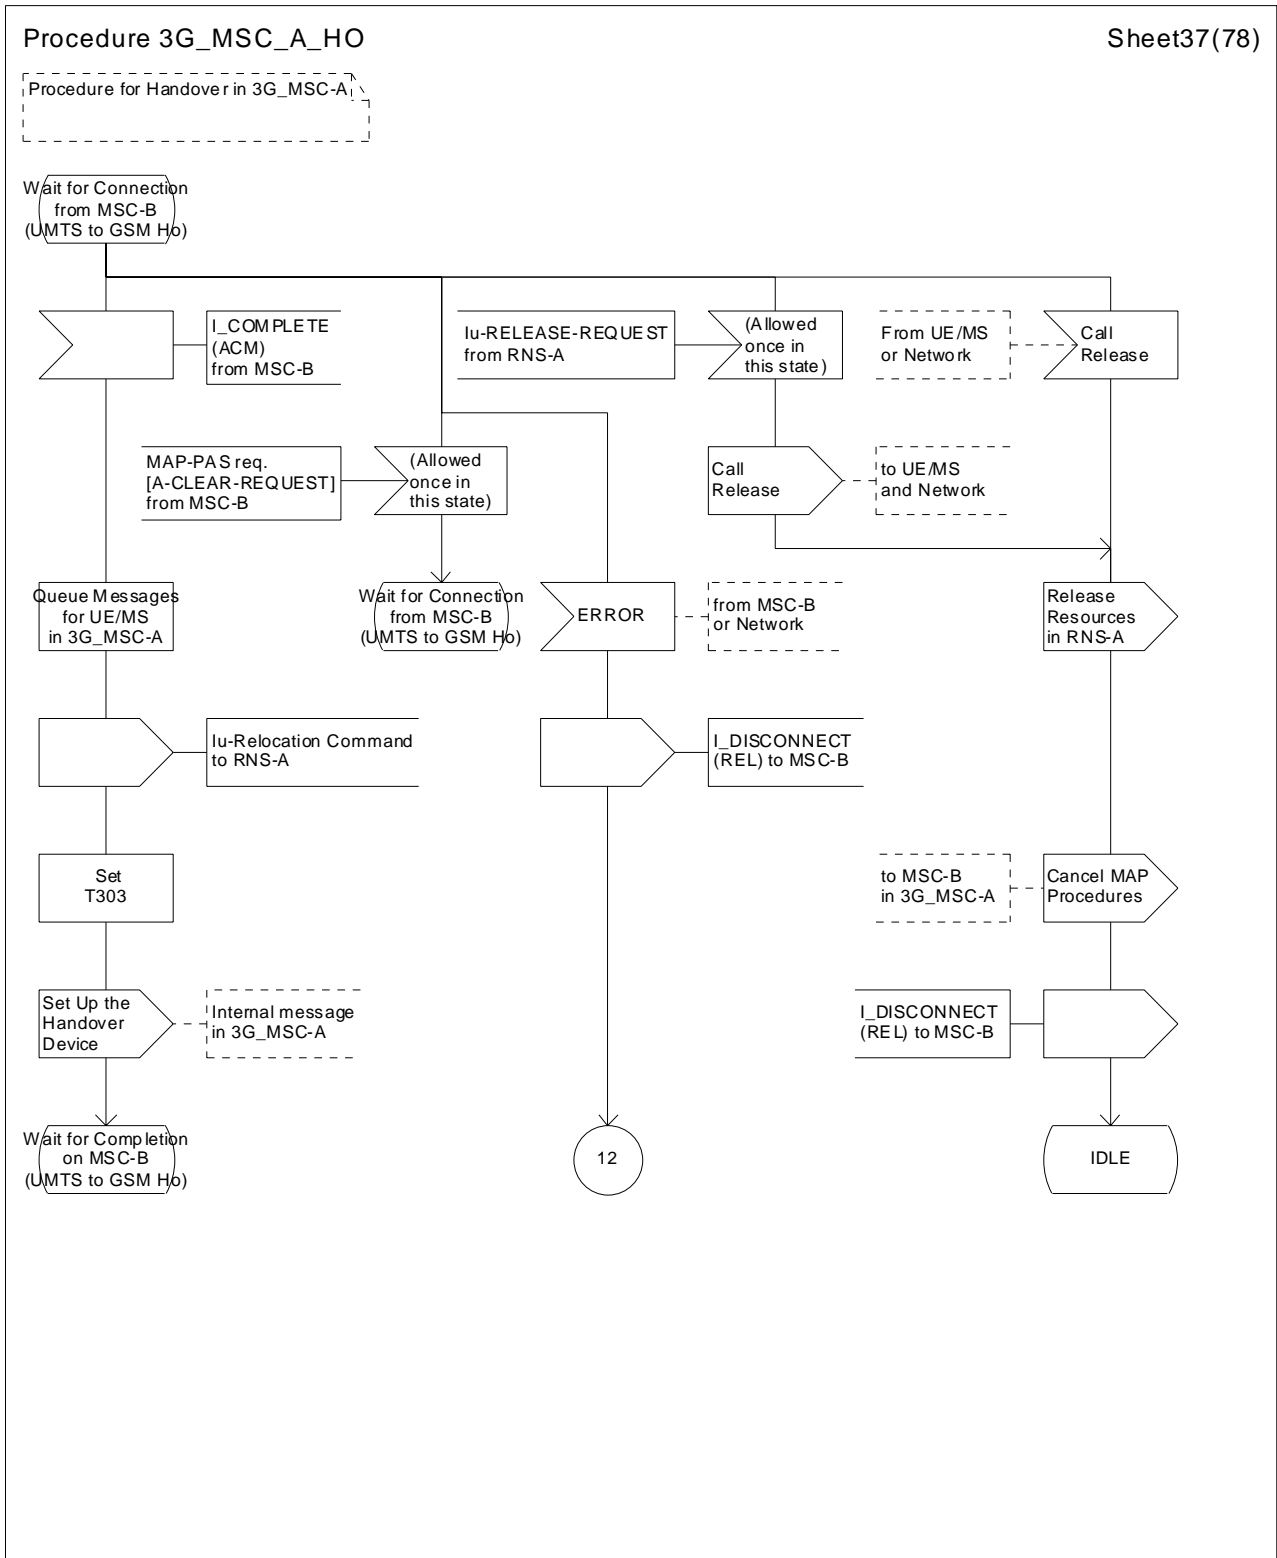 Procedure 3G_MSC_A_HO
Sheet37(78)
Procedure for Handover in 3G_MSC-A
Wait for Connection
from MSC-B
(UMTS to GSM Ho)
I_COMPLETE
(ACM)
from MSC-B
Iu-RELEASE-REQUEST
from RNS-A
(Allowed
once in
this state)
From UE/MS
or Network
Call
Release
MAP-PAS req.
[A-CLEAR-REQUEST]
from MSC-B
(Allowed
once in
this state)
Call
Release
to UE/MS
and Network
Queue Messages
for UE/MS
in 3G_MSC-A
Wait for Connection
from MSC-B
(UMTS to GSM Ho)
ERROR
from MSC-B
or Network
Release
Resources
in RNS-A
Iu-Relocation Command
to RNS-A
I_DISCONNECT
(REL) to MSC-B
Set
T303
to MSC-B
in 3G_MSC-A
Cancel MAP
Procedures
Set Up the
Handover
Device
Internal message
in 3G_MSC-A
I_DISCONNECT
(REL) to MSC-B
Wait for Completion
on MSC-B
(UMTS to GSM Ho)
12
IDLE